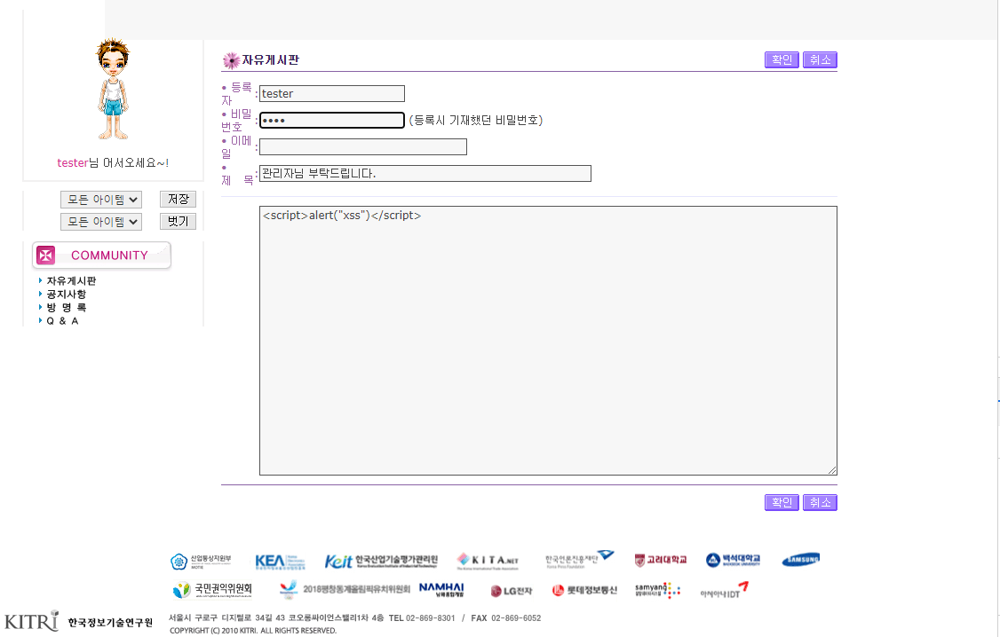 자유게시판
확인 취소
• 등록자 : tester
• 비밀번호 : •••• (등록시 기재했던 비밀번호)
• 이메일 :
• 제 목 : 관리자님 부탁드립니다.
<script>alert("xss")</script>
확인 취소
tester님 어서오세요~!
모든 아이템 저장
모든 아이템 벗기
COMMUNITY
자유게시판
공지사항
방 명 록
Q & A
산업통상자원부 MOTIE KEA Keit 한국산업기술평가관리원 KITA.NET 한국언론진흥재단 Korea Press Foundation 고려대학교 백석대학교 SAMSUNG
국민권익위원회 2018평창동계올림픽유치위원회 NAMHAI 남해종합개발 LG전자 롯데정보통신 samyang 아시아나IDT
KITRI 한국정보기술연구원
서울시 구로구 디지털로 34길 43 코오롱싸이언스밸리1차 4층 TEL 02-869-8301 / FAX 02-869-6052
COPYRIGHT (C) 2010 KITRI. ALL RIGHTS RESERVED.